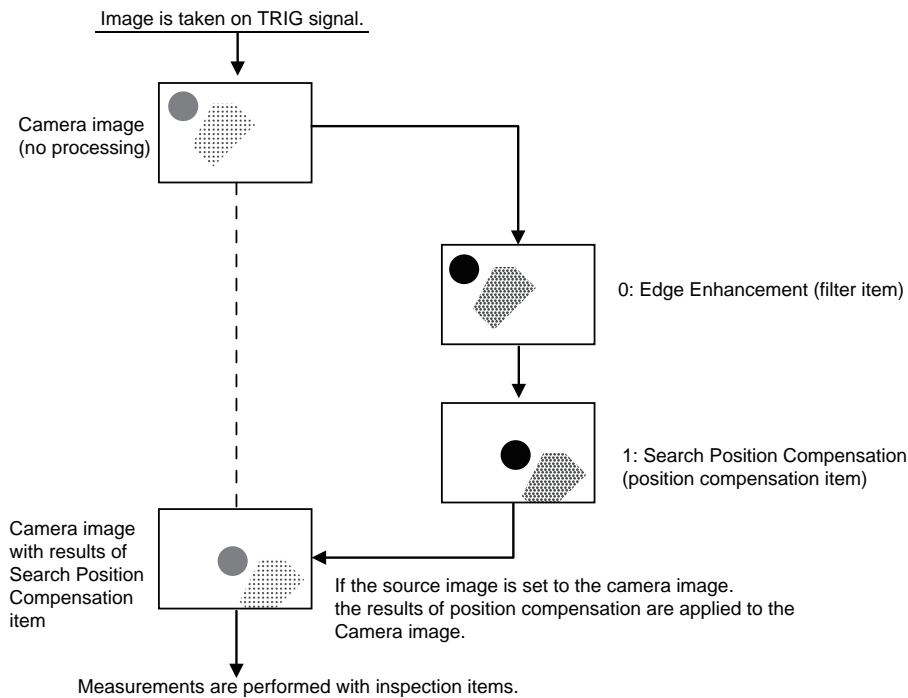 Image is taken on TRIG signal.
Camera image
(no processing)
0: Edge Enhancement (filter item)
1: Search Position Compensation
(position compensation item)
Camera image
with results of
Search Position
Compensation
item
If the source image is set to the camera image.
the results of position compensation are applied to the
Camera image.
Measurements are performed with inspection items.